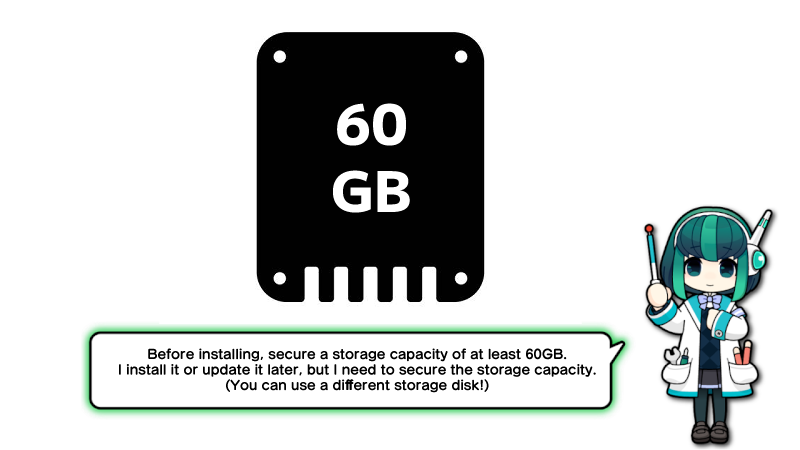 60
GB
Before installing, secure a storage capacity of at least 60GB.
I install it or update it later, but I need to secure the storage capacity.
(You can use a different storage disk!)